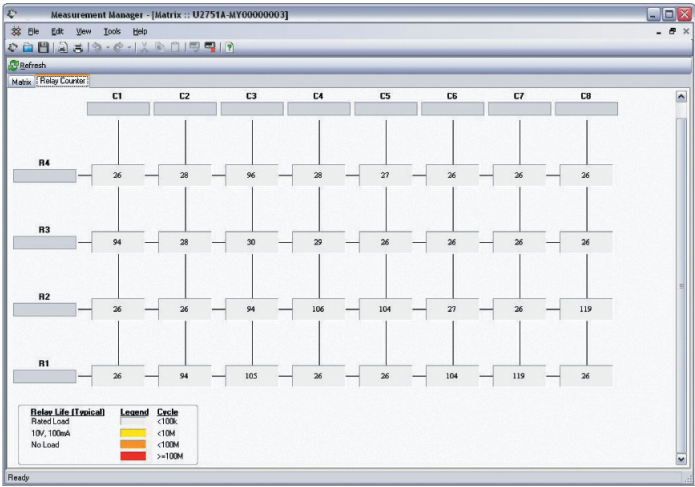 Measurement Manager - [Matrix :: U2751A-MY00000003]
File Edit View Tools Help
Refresh
Matrix Relay Counter
C1 C2 C3 C4 C5 C6 C7 C8
R4
26 28 96 28 27 26 26 26
R3
94 28 30 29 26 26 26 26
R2
26 26 94 106 104 27 26 119
R1
26 94 105 26 26 104 119 26
Relay Life (Typical) Legend Cycle
Rated Load <100k
10V, 100mA <10M
No Load <100M
>=100M
Ready